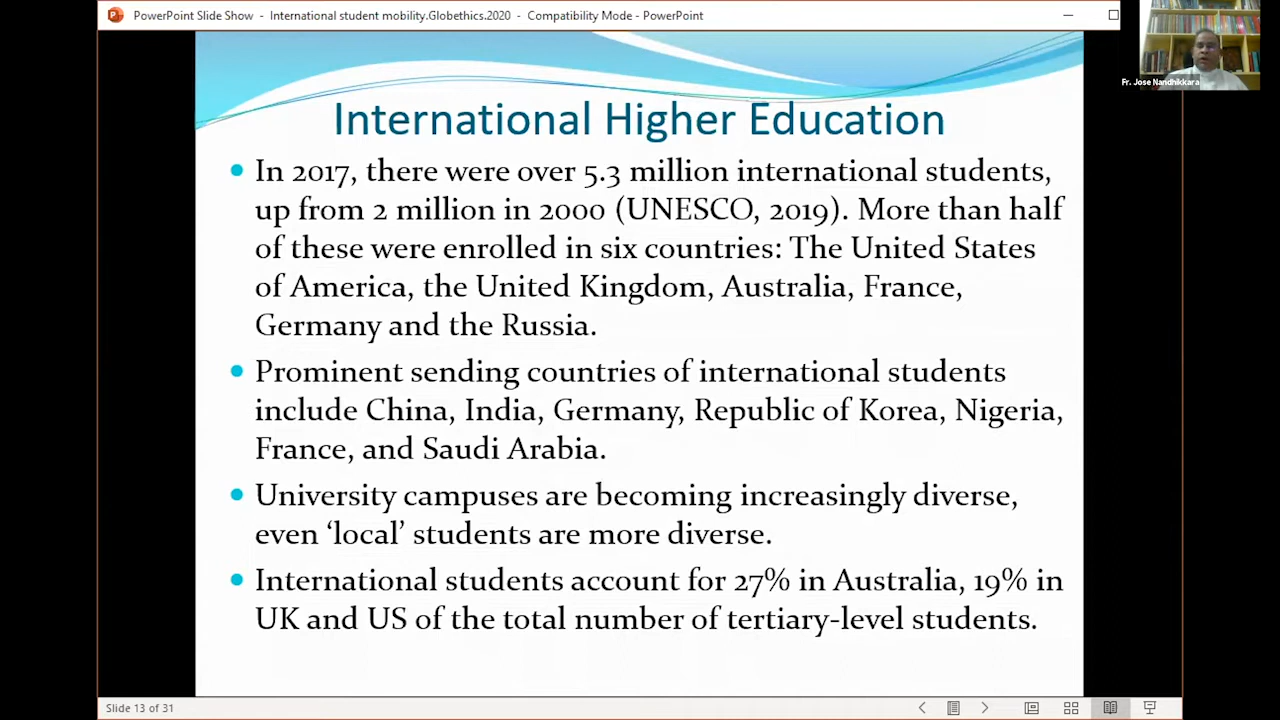 PowerPoint Slide Show - International student mobility.Globethics.2020 - Compatibility Mode - PowerPoint
Fr. Jose Nandhikkara
International Higher Education
• In 2017, there were over 5.3 million international students,
up from 2 million in 2000 (UNESCO, 2019). More than half
of these were enrolled in six countries: The United States
of America, the United Kingdom, Australia, France,
Germany and the Russia.
• Prominent sending countries of international students
include China, India, Germany, Republic of Korea, Nigeria,
France, and Saudi Arabia.
• University campuses are becoming increasingly diverse,
even ‘local’ students are more diverse.
• International students account for 27% in Australia, 19% in
UK and US of the total number of tertiary-level students.
Slide 13 of 31